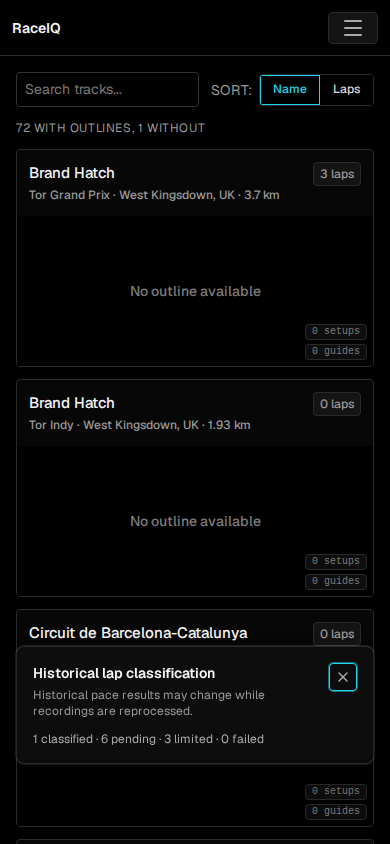 RaceIQ
Search tracks...
SORT:
Name
Laps
72 WITH OUTLINES, 1 WITHOUT
Brand Hatch
3 laps
Tor Grand Prix · West Kingsdown, UK · 3.7 km
No outline available
0 setups
0 guides
Brand Hatch
0 laps
Tor Indy · West Kingsdown, UK · 1.93 km
No outline available
0 setups
0 guides
Circuit de Barcelona-Catalunya
0 laps
Historical lap classification
Historical pace results may change while
recordings are reprocessed.
1 classified · 6 pending · 3 limited · 0 failed
0 setups
0 guides